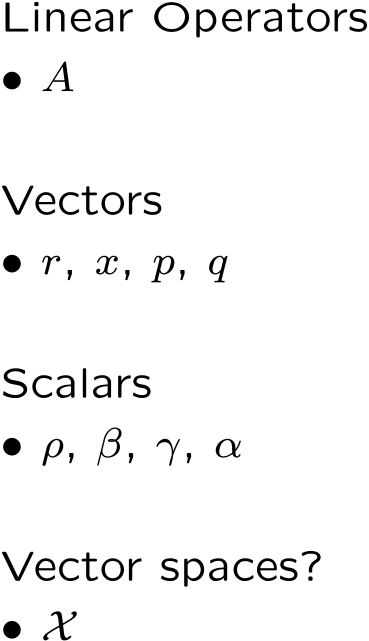 Linear Operators
• A
Vectors
• r, x, p, q
Scalars
• ρ, β, γ, α
Vector spaces?
• 𝒳